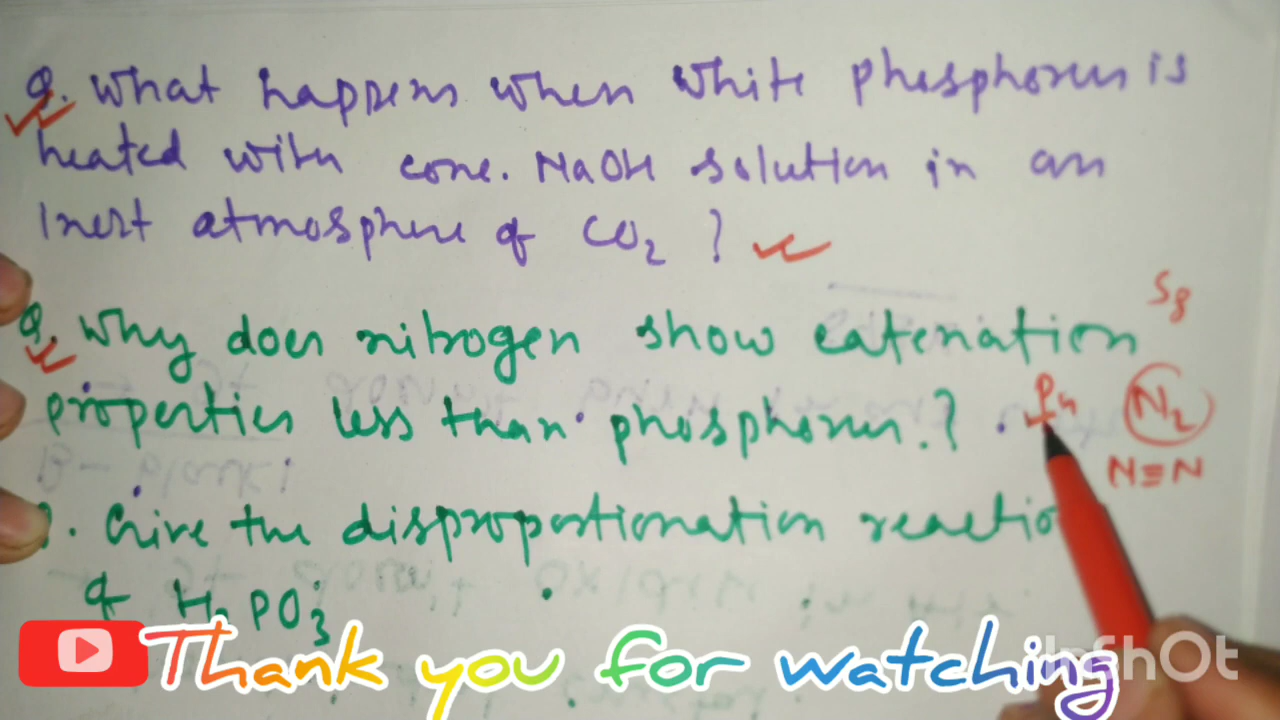 Q. What happens when white phosphorus is
heated with conc. NaOH solution in an
inert atmosphere of CO2 ?
S8
Q. Why does nitrogen show catenation
properties less than phosphorus.?
P4
N2
N≡N
Q. Give the disproportionation reactio
of H3PO3
Thank you for watching
InShOt